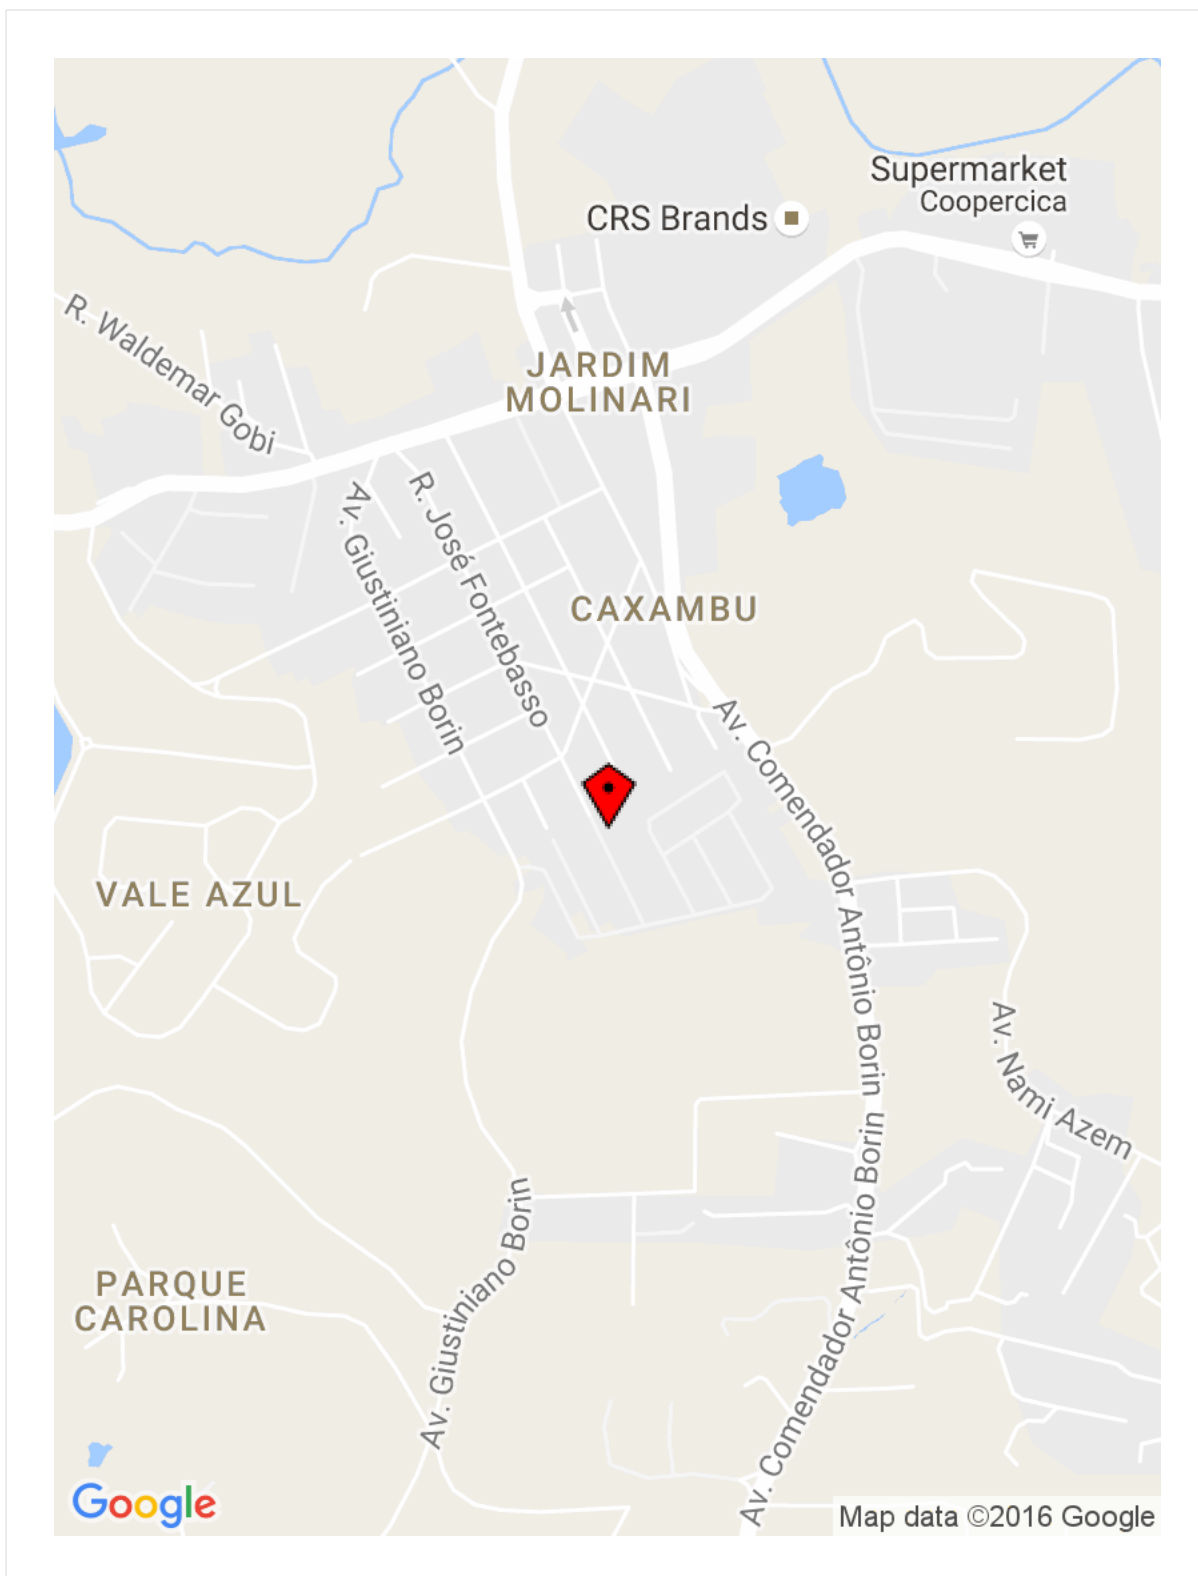 Supermarket
Coopercica
CRS Brands
R. Waldemar Gobi
JARDIM
MOLINARI
R. José Fontebasso
Av. Giustiniano Borin
CAXAMBU
Av. Comendador Antônio Borin
VALE AZUL
Av. Nami Azem
Av. Comendador Antônio Borin
Av. Giustiniano Borin
PARQUE
CAROLINA
Google
Map data ©2016 Google